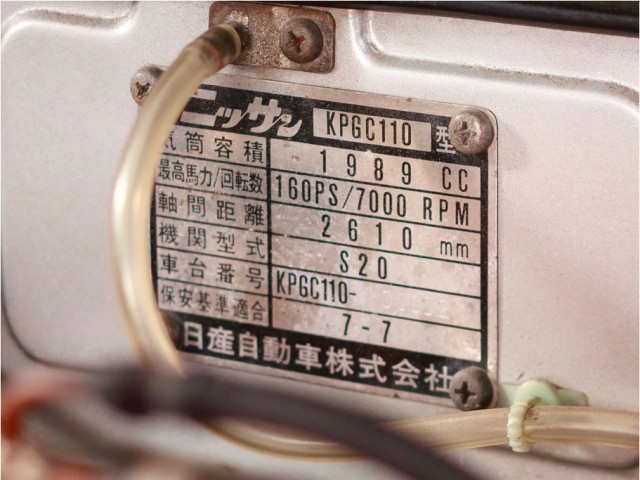 ニッサン KPGC110 型
気筒容積 1989 CC
最高馬力/回転数 160PS/7000 RPM
軸間距離 2610 mm
機関型式 S20
車台番号 KPGC110-
保安基準適合 7-7
日産自動車株式会社